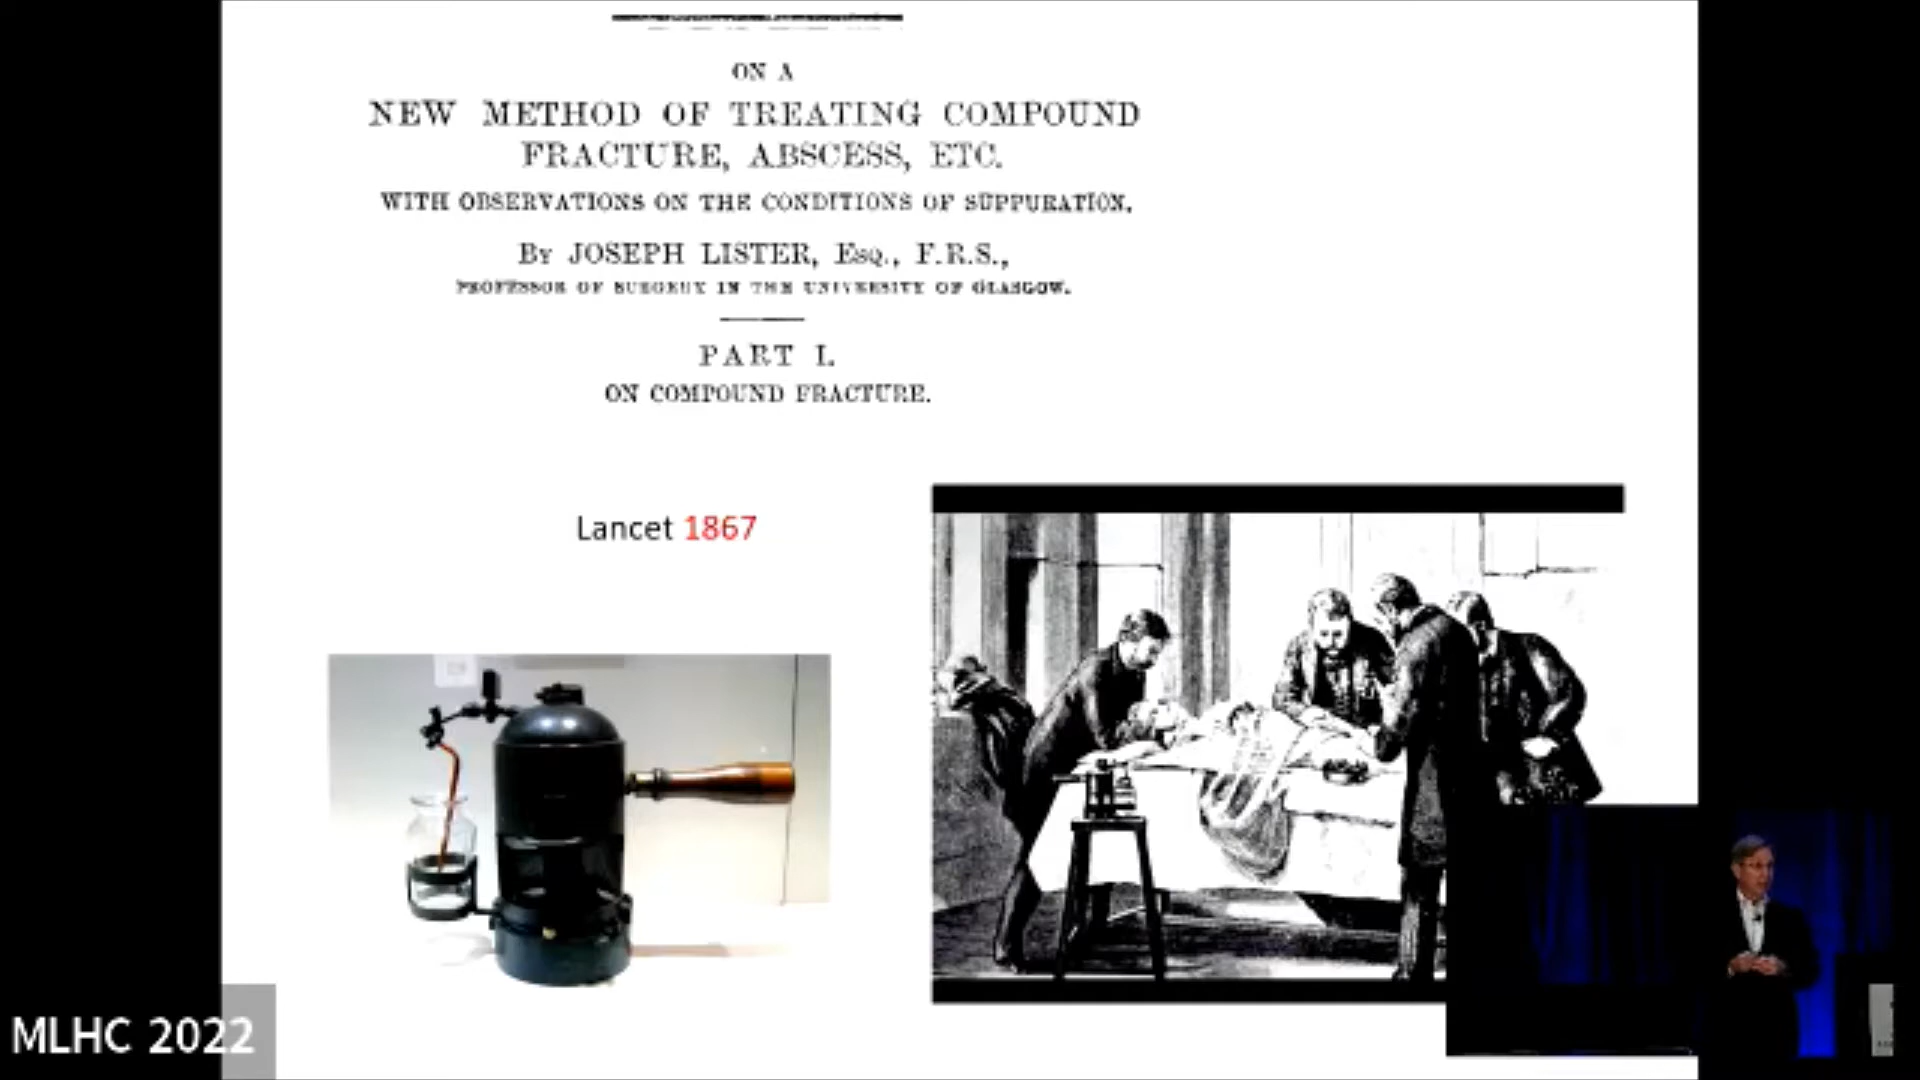 ON A
NEW METHOD OF TREATING COMPOUND
FRACTURE, ABSCESS, ETC.
WITH OBSERVATIONS ON THE CONDITIONS OF SUPPURATION.
By JOSEPH LISTER, Esq., F.R.S.,
PROFESSOR OF SURGERY IN THE UNIVERSITY OF GLASGOW.
PART I.
ON COMPOUND FRACTURE.
Lancet 1867
MLHC 2022